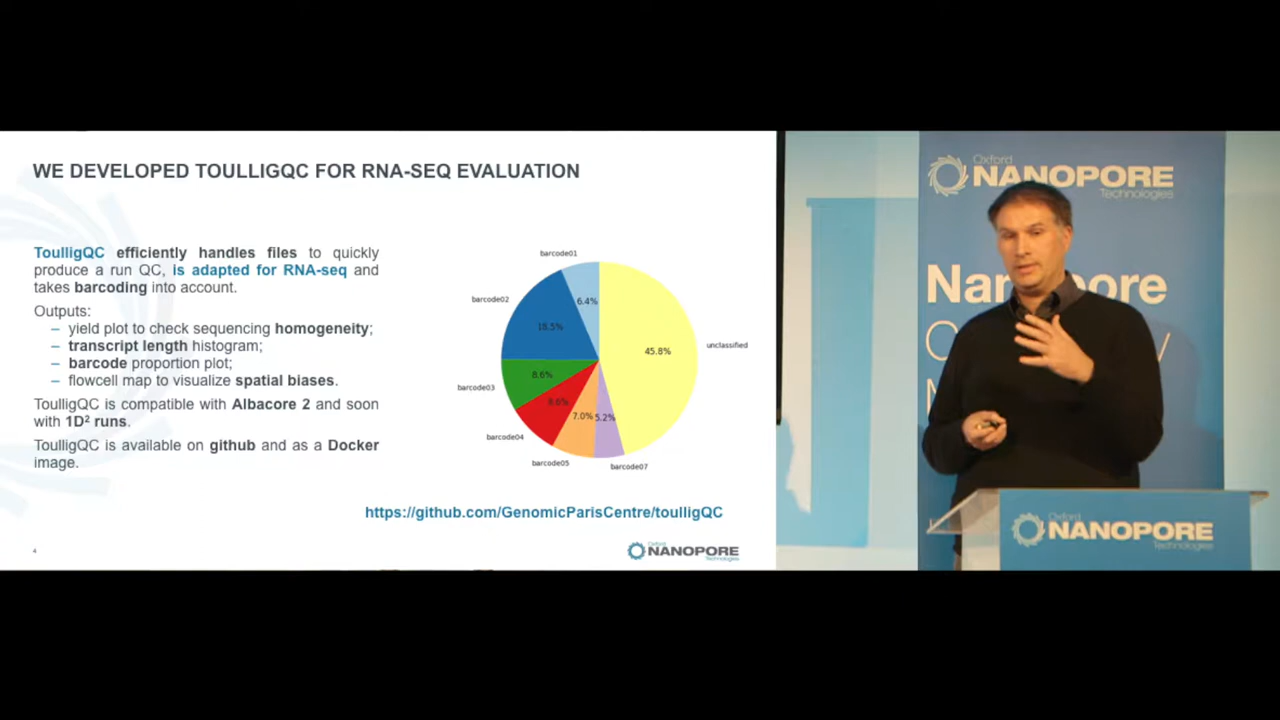 WE DEVELOPED TOULLIGQC FOR RNA-SEQ EVALUATION
ToulligQC efficiently handles files to quickly
produce a run QC, is adapted for RNA-seq and
takes barcoding into account.
Outputs:
– yield plot to check sequencing homogeneity;
– transcript length histogram;
– barcode proportion plot;
– flowcell map to visualize spatial biases.
ToulligQC is compatible with Albacore 2 and soon
with 1D² runs.
ToulligQC is available on github and as a Docker
image.
barcode01
6.4%
barcode02
18.5%
45.8%
unclassified
barcode03
8.6%
barcode04
8.6%
barcode05
7.0%
5.2%
barcode07
https://github.com/GenomicParisCentre/toulligQC
4
Oxford
NANOPORE
Technologies
Oxford
NANOPORE
Technologies
Oxford
NANOPORE
Technologies